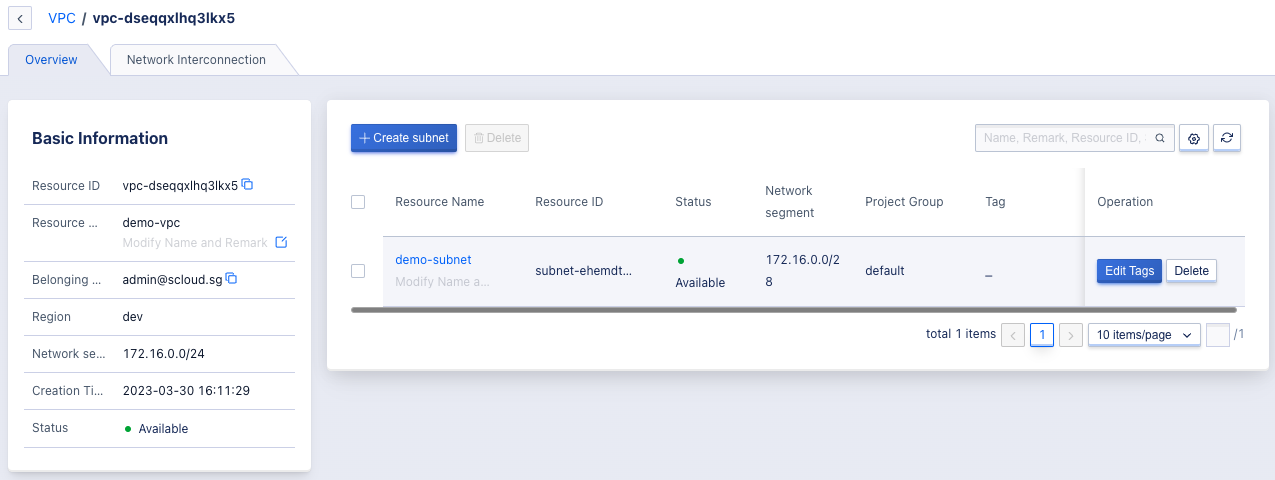 VPC / vpc-dseqqxlhq3lkx5
Overview
Network Interconnection
Basic Information
Resource ID vpc-dseqqxlhq3lkx5
Resource ... demo-vpc
Modify Name and Remark
Belonging ... admin@scloud.sg
Region dev
Network se... 172.16.0.0/24
Creation Ti... 2023-03-30 16:11:29
Status Available
Create subnet
Delete
Name, Remark, Resource ID,
Resource Name
Resource ID
Status
Network
segment
Project Group
Tag
Operation
demo-subnet
Modify Name a...
subnet-ehemdt...
Available
172.16.0.0/2
8
default
_
Edit Tags
Delete
total 1 items
1
10 items/page
/1